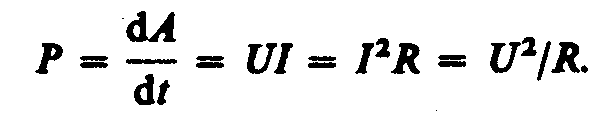 P = dA/dt = UI = I²R = U²/R.